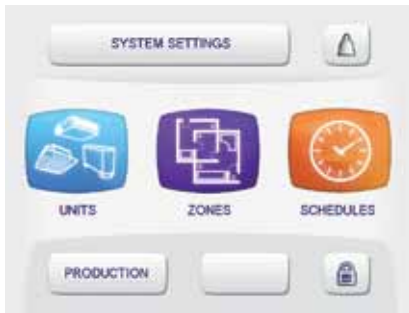 SYSTEM SETTINGS
UNITS
ZONES
SCHEDULES
PRODUCTION